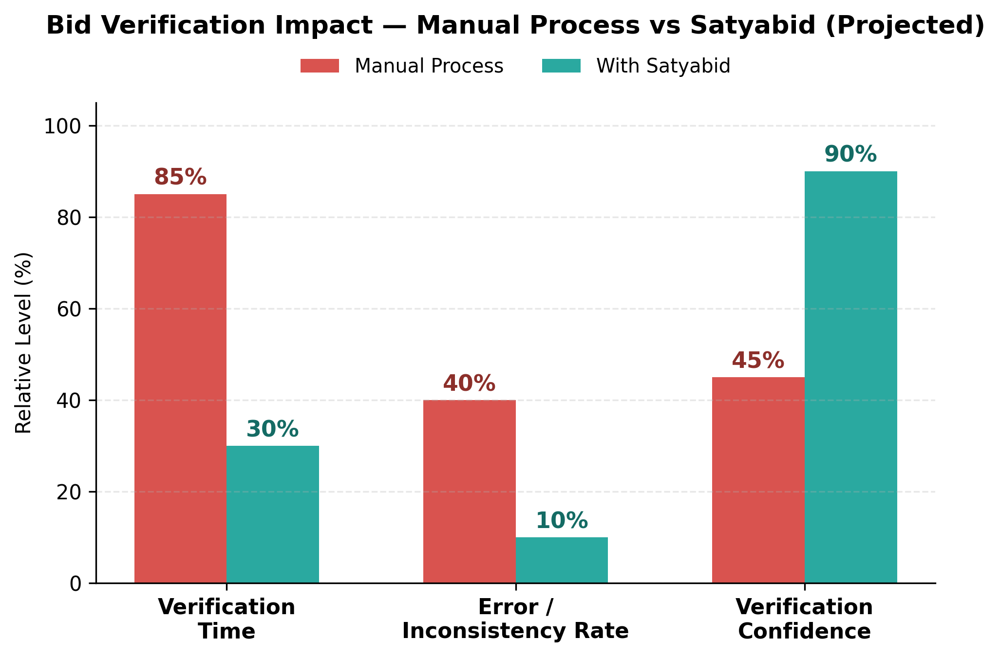 Bid Verification Impact — Manual Process vs Satyabid (Projected)
Manual Process
With Satyabid
Relative Level (%)
100
80
60
40
20
0
85%
30%
40%
10%
45%
90%
Verification
Time
Error /
Inconsistency Rate
Verification
Confidence